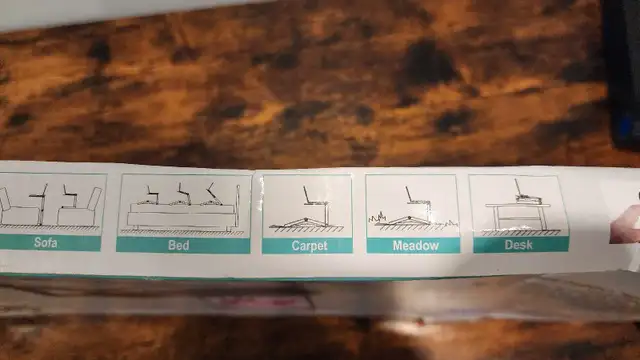 Sofa
Bed
Carpet
Meadow
Desk